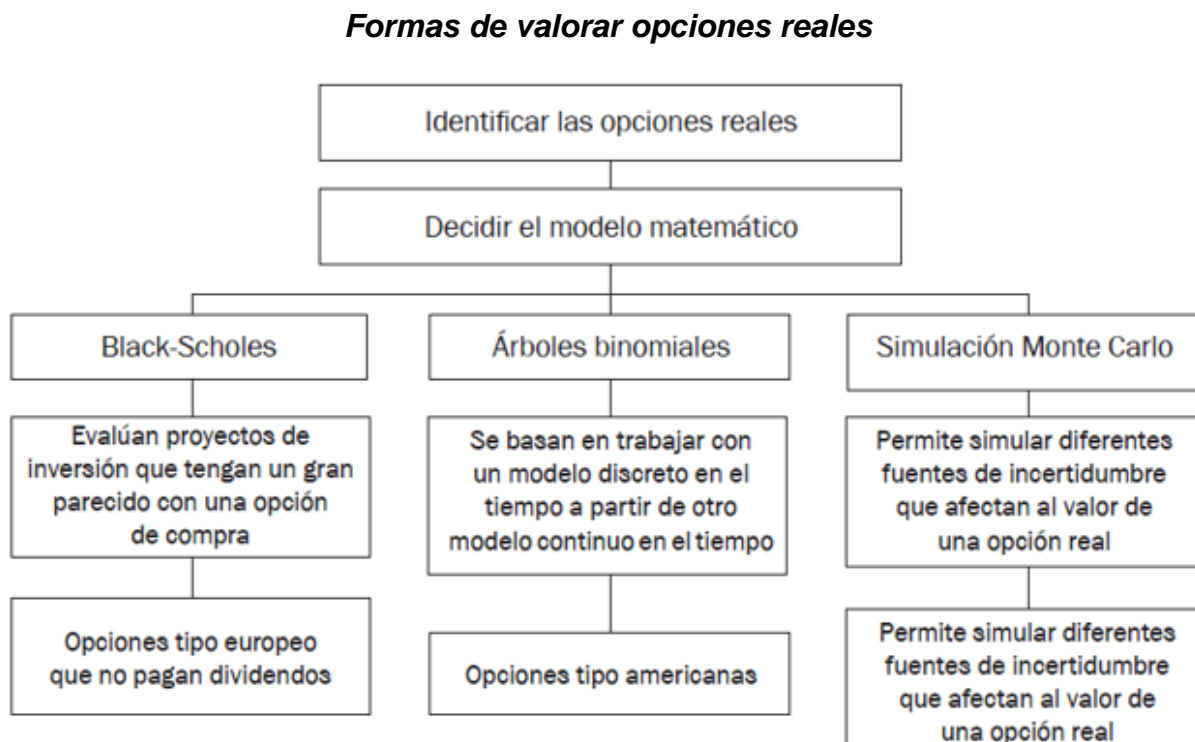 Formas de valorar opciones reales
Identificar las opciones reales
Decidir el modelo matemático
Black-Scholes
Evalúan proyectos de
inversión que tengan un gran
parecido con una opción
de compra
Opciones tipo europeo
que no pagan dividendos
Árboles binomiales
Se basan en trabajar con
un modelo discreto en el
tiempo a partir de otro
modelo continuo en el tiempo
Opciones tipo americanas
Simulación Monte Carlo
Permite simular diferentes
fuentes de incertidumbre
que afectan al valor de
una opción real
Permite simular diferentes
fuentes de incertidumbre
que afectan al valor de
una opción real